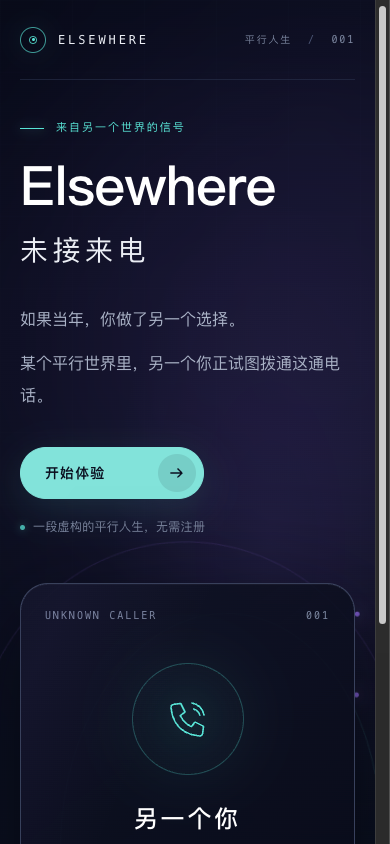 ELSEWHERE
平行人生 / 001
来自另一个世界的信号
Elsewhere
未接来电
如果当年，你做了另一个选择。
某个平行世界里，另一个你正试图拨通这通电
话。
开始体验
一段虚构的平行人生，无需注册
UNKNOWN CALLER 001
另一个你